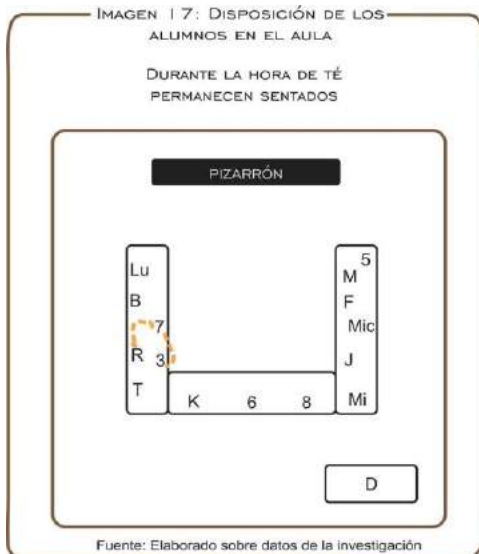 IMAGEN 17: DISPOSICIÓN DE LOS
ALUMNOS EN EL AULA
DURANTE LA HORA DE TÉ
PERMANECEN SENTADOS
PIZARRÓN
Lu
B
7
R 3
T
K 6 8
5
M
F
Mic
J
Mi
D
Fuente: Elaborado sobre datos de la investigación